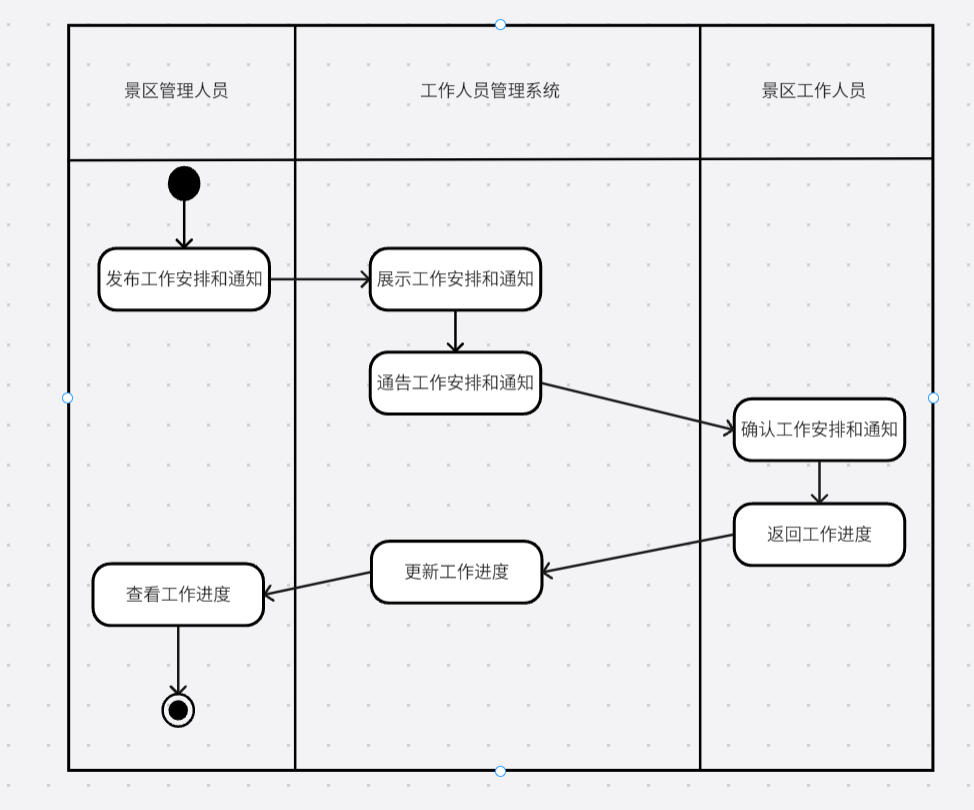 景区管理人员
工作人员管理系统
景区工作人员
发布工作安排和通知
展示工作安排和通知
通告工作安排和通知
确认工作安排和通知
返回工作进度
更新工作进度
查看工作进度